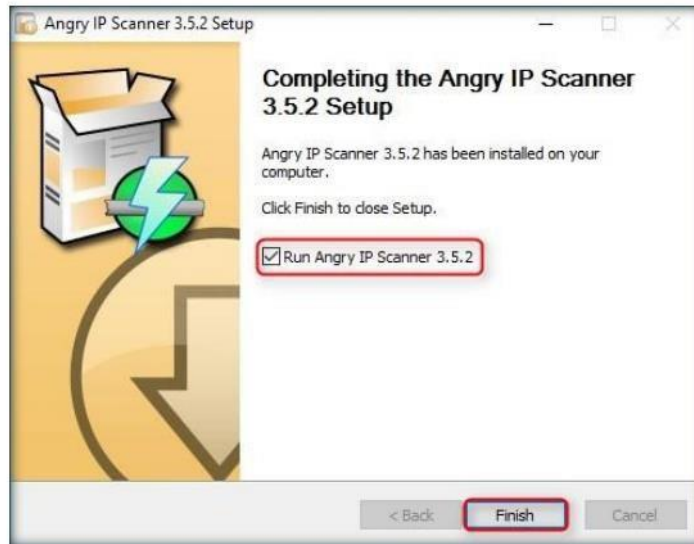 Angry IP Scanner 3.5.2 Setup
Completing the Angry IP Scanner
3.5.2 Setup
Angry IP Scanner 3.5.2 has been installed on your
computer.
Click Finish to close Setup.
Run Angry IP Scanner 3.5.2
< Back
Finish
Cancel